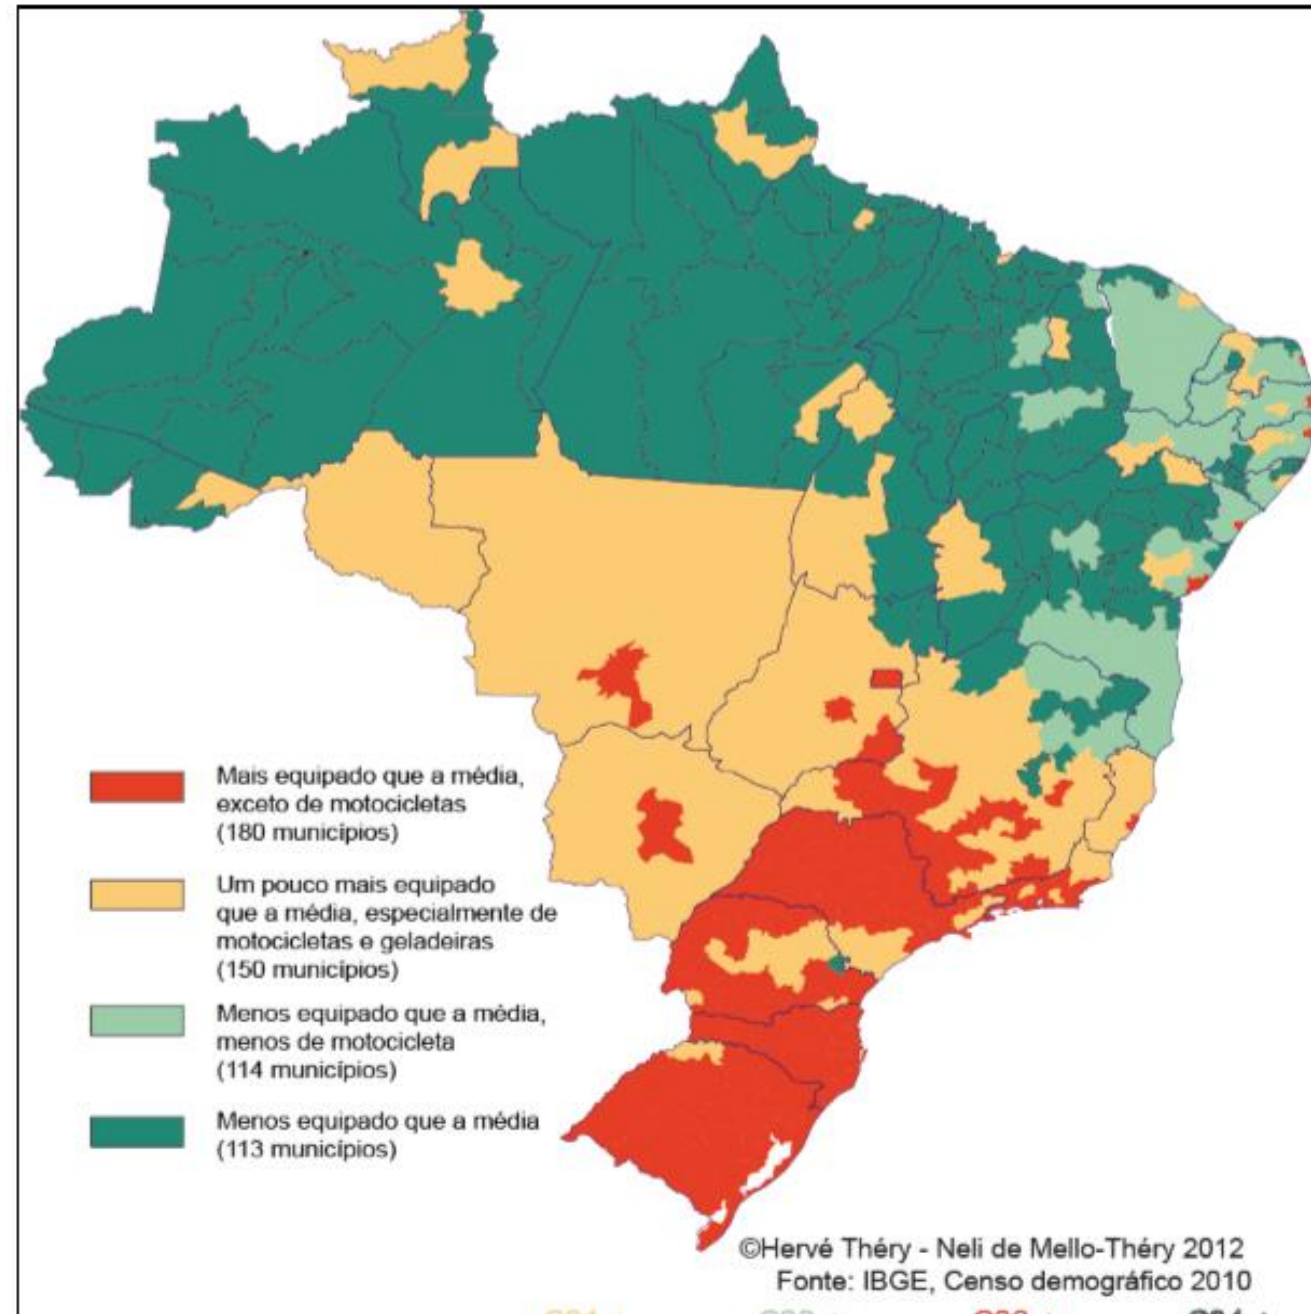 Mais equipado que a média,
exceto de motocicletas
(180 municípios)
Um pouco mais equipado
que a média, especialmente de
motocicletas e geladeiras
(150 municípios)
Menos equipado que a média,
menos de motocicleta
(114 municípios)
Menos equipado que a média
(113 municípios)
©Hervé Théry - Neli de Mello-Théry 2012
Fonte: IBGE, Censo demográfico 2010